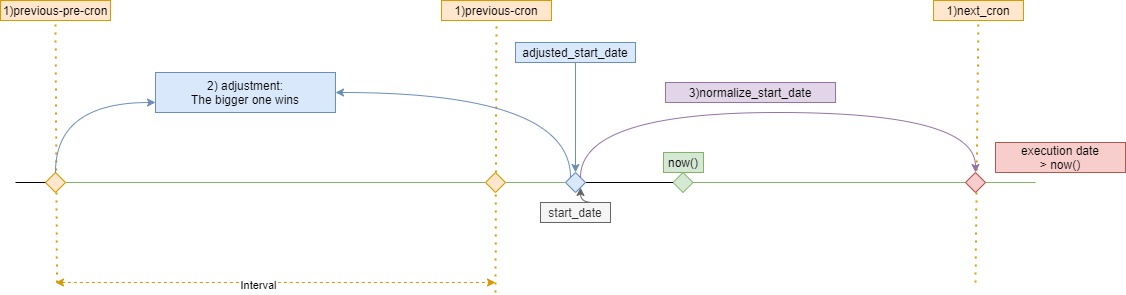 1)previous-pre-cron
1)previous-cron
1)next_cron
adjusted_start_date
2) adjustment:
The bigger one wins
3)normalize_start_date
now()
execution date
> now()
start_date
Interval